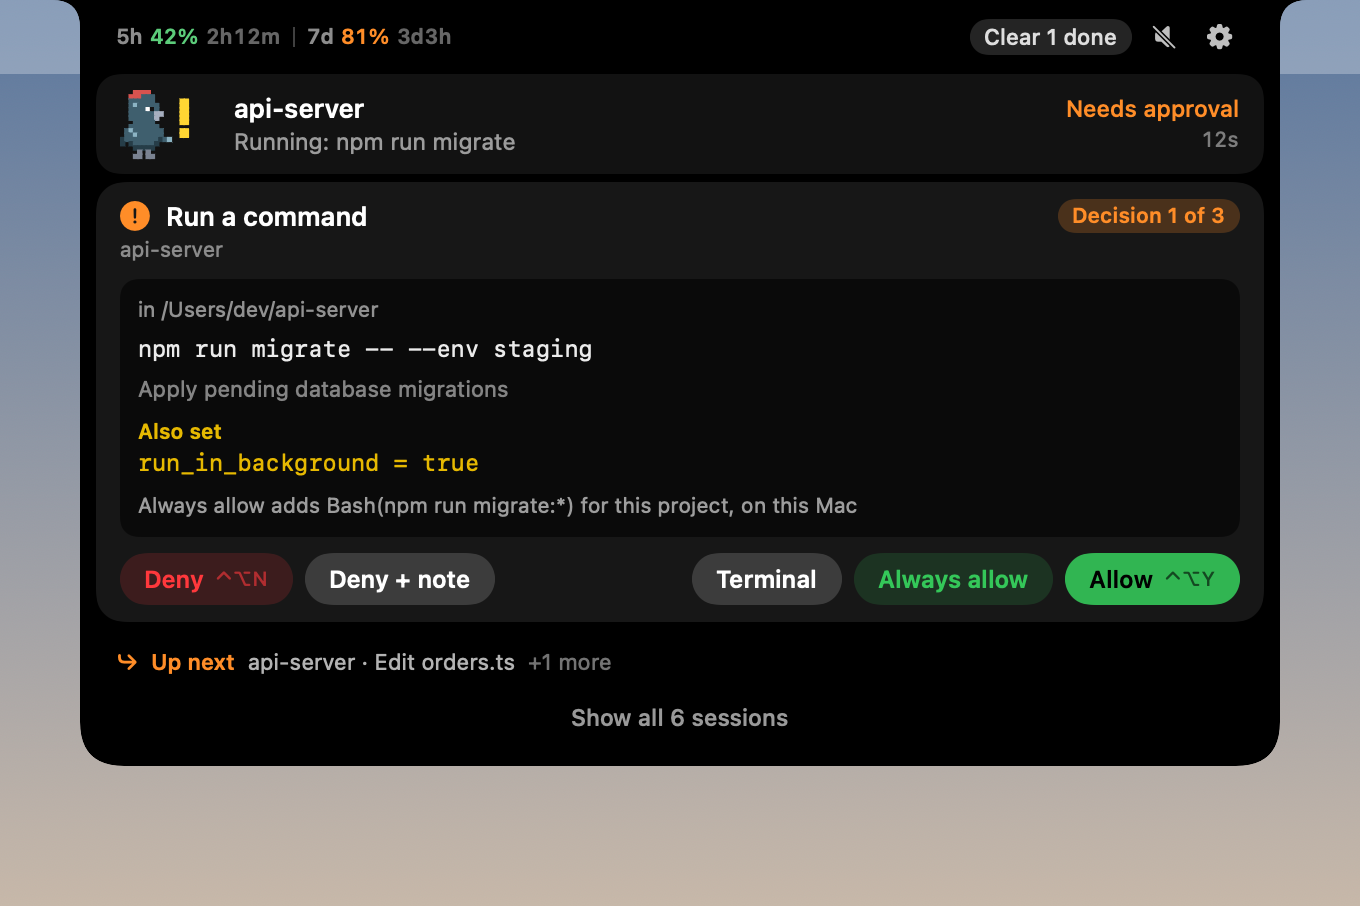 5h 42% 2h12m | 7d 81% 3d3h
Clear 1 done
api-server
Needs approval
Running: npm run migrate
12s
! Run a command
Decision 1 of 3
api-server
in /Users/dev/api-server
npm run migrate -- --env staging
Apply pending database migrations
Also set
run_in_background = true
Always allow adds Bash(npm run migrate:*) for this project, on this Mac
Deny ⌃⌥N
Deny + note
Terminal
Always allow
Allow ⌃⌥Y
↪ Up next api-server · Edit orders.ts +1 more
Show all 6 sessions